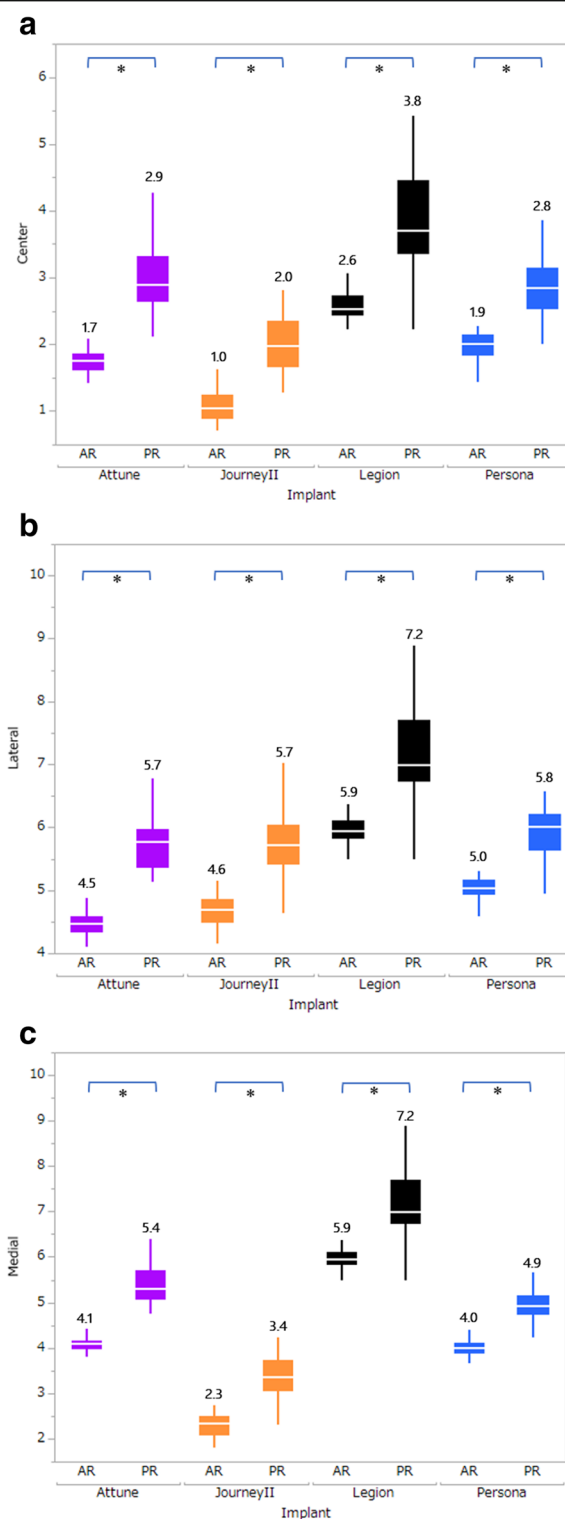 a
* * * *
6
5
4
3
2
1
Center
1.7 2.9 1.0 2.0 2.6 3.8 1.9 2.8
AR PR AR PR AR PR AR PR
Attune JourneyII Legion Persona
Implant
b
* * * *
10
9
8
7
6
5
4
Lateral
4.5 5.7 4.6 5.7 5.9 7.2 5.0 5.8
AR PR AR PR AR PR AR PR
Attune JourneyII Legion Persona
Implant
c
* * * *
10
9
8
7
6
5
4
3
2
Medial
4.1 5.4 2.3 3.4 5.9 7.2 4.0 4.9
AR PR AR PR AR PR AR PR
Attune JourneyII Legion Persona
Implant